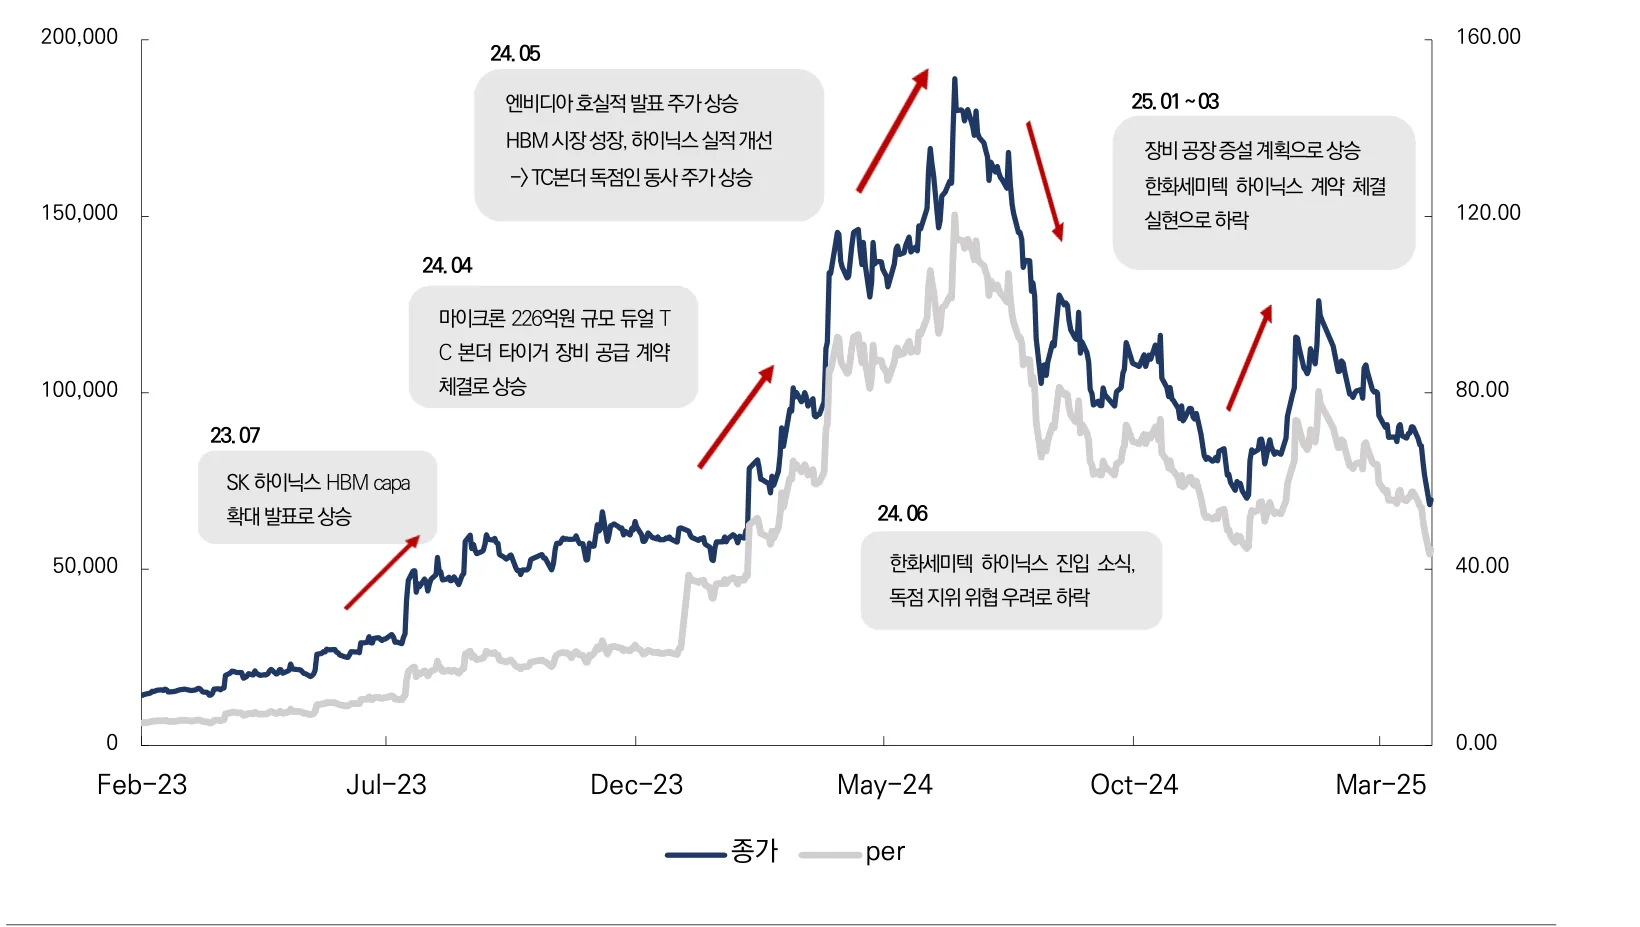 200,000
150,000
100,000
50,000
0
160.00
120.00
80.00
40.00
0.00
24. 05
엔비디아 호실적 발표 주가 상승
HBM 시장 성장, 하이닉스 실적 개선
-> TC본더 독점인 동사 주가 상승
25. 01 ~ 03
장비 공장 증설 계획으로 상승
한화세미텍 하이닉스 계약 체결
실현으로 하락
24. 04
마이크론 226억원 규모 듀얼 T
C 본더 타이거 장비 공급 계약
체결로 상승
23. 07
SK 하이닉스 HBM capa
확대 발표로 상승
24. 06
한화세미텍 하이닉스 진입 소식,
독점 지위 위협 우려로 하락
Feb-23 Jul-23 Dec-23 May-24 Oct-24 Mar-25
종가 per